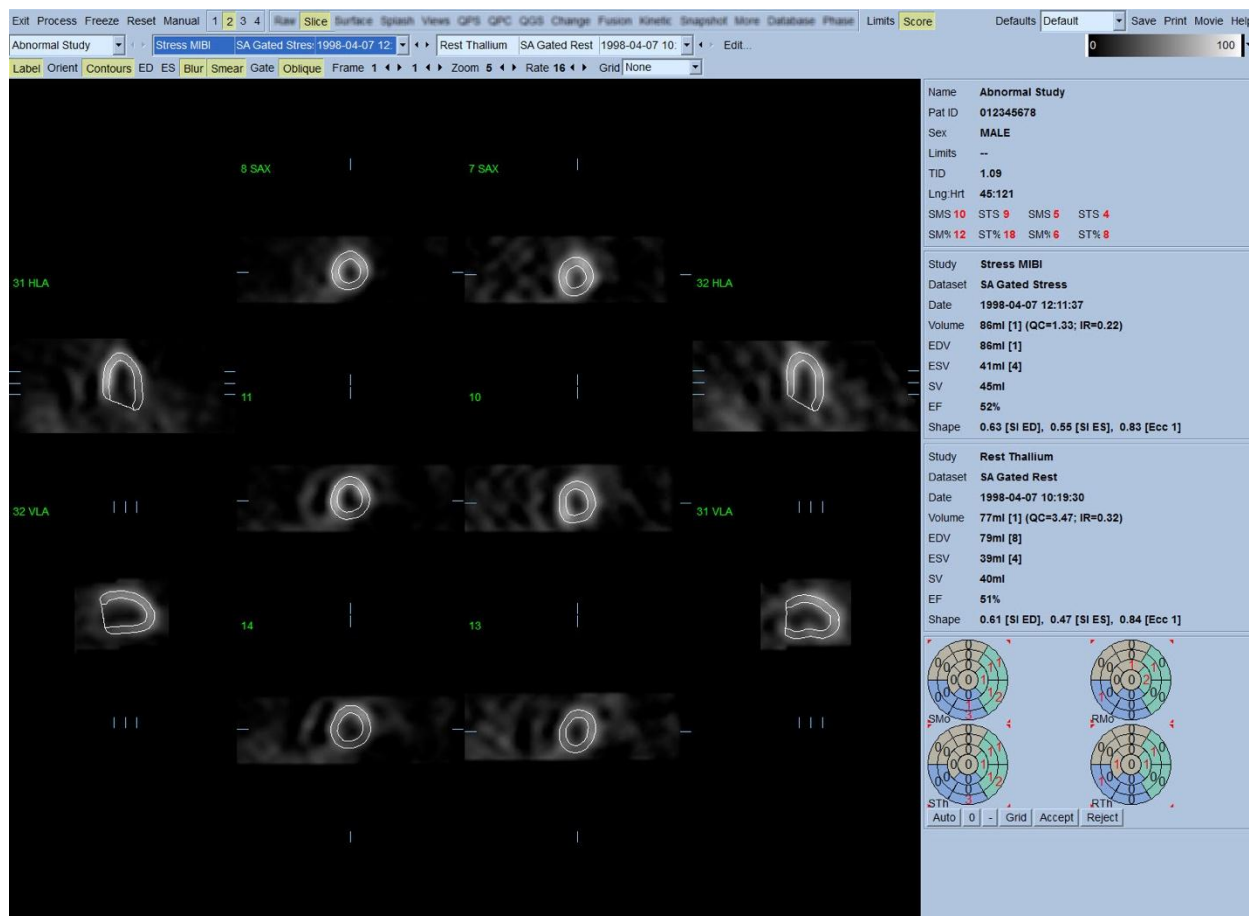 Exit Process Freeze Reset Manual 1 2 3 4 Raw Slice Surface Splash Views QPS QPC QGS Change Fusion Kinetic Snapshot More Database Phase Limits Score Defaults Default Save Print Movie Help
Abnormal Study Stress MIBI SA Gated Stres 1998-04-07 12: Rest Thallium SA Gated Rest 1998-04-07 10: Edit... 0 100
Label Orient Contours ED ES Blur Smear Gate Oblique Frame 1 1 Zoom 5 Rate 16 Grid None
8 SAX 7 SAX
31 HLA 32 HLA
11 10
32 VLA 31 VLA
14 13
Name Abnormal Study
Pat ID 012345678
Sex MALE
Limits --
TID 1.09
Lng:Hrt 45:121
SMS 10 STS 9 SMS 5 STS 4
SM% 12 ST% 18 SM% 6 ST% 8
Study Stress MIBI
Dataset SA Gated Stress
Date 1998-04-07 12:11:37
Volume 86ml [1] (QC=1.33; IR=0.22)
EDV 86ml [1]
ESV 41ml [4]
SV 45ml
EF 52%
Shape 0.63 [SI ED], 0.55 [SI ES], 0.83 [Ecc 1]
Study Rest Thallium
Dataset SA Gated Rest
Date 1998-04-07 10:19:30
Volume 77ml [1] (QC=3.47; IR=0.32)
EDV 79ml [8]
ESV 39ml [4]
SV 40ml
EF 51%
Shape 0.61 [SI ED], 0.47 [SI ES], 0.84 [Ecc 1]
SMo RMo
STh RTh
Auto 0 - Grid Accept Reject